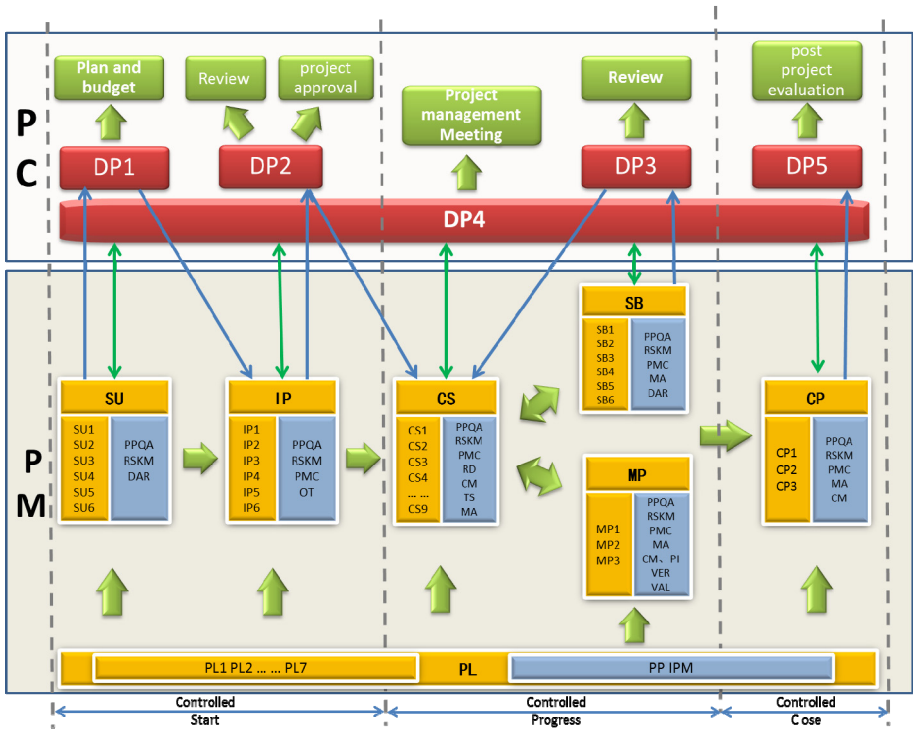 Plan and
budget
Review
project
approval
Project
management
Meeting
Review
post
project
evaluation
P
C
DP1
DP2
DP3
DP5
DP4
P
M
SU
SU1
SU2
SU3
SU4
SU5
SU6
PPQA
RSKM
DAR
IP
IP1
IP2
IP3
IP4
IP5
IP6
PPQA
RSKM
PMC
OT
CS
CS1
CS2
CS3
CS4
... ...
CS9
PPQA
RSKM
PMC
RD
CM
TS
MA
SB
SB1
SB2
SB3
SB4
SB5
SB6
PPQA
RSKM
PMC
MA
DAR
MP
MP1
MP2
MP3
PPQA
RSKM
PMC
MA
CM、PI
VER
VAL
CP
CP1
CP2
CP3
PPQA
RSKM
PMC
MA
CM
PL1 PL2 ... ... PL7
PL
PP IPM
Controlled
Start
Controlled
Progress
Controlled
C ose